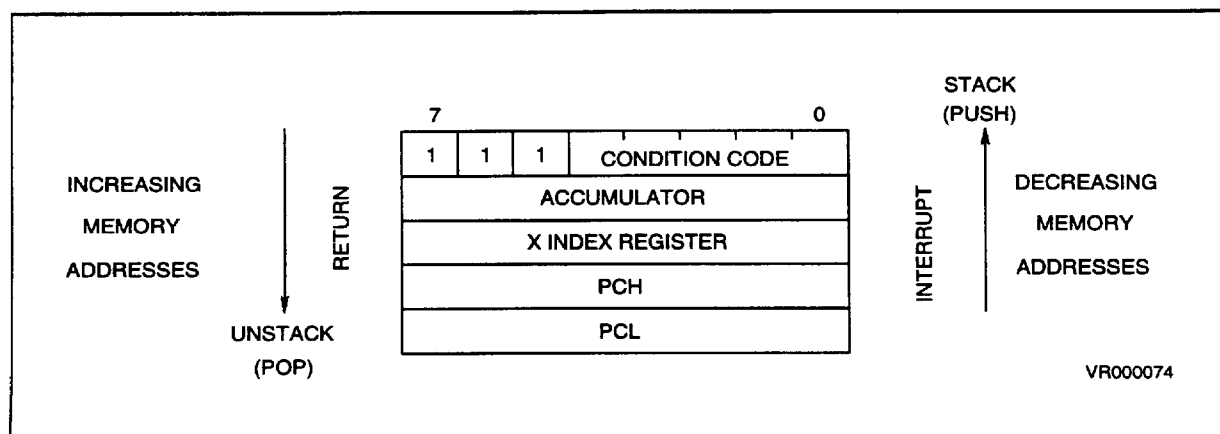 STACK
(PUSH)
7 0
1 1 1 CONDITION CODE
ACCUMULATOR
X INDEX REGISTER
PCH
PCL
INCREASING
MEMORY
ADDRESSES
RETURN
UNSTACK
(POP)
INTERRUPT
DECREASING
MEMORY
ADDRESSES
VR000074